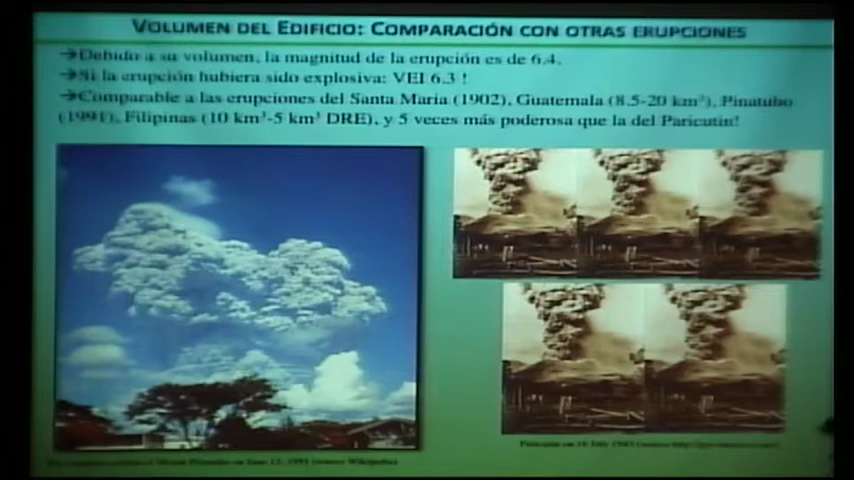 VOLUMEN DEL EDIFICIO: COMPARACIÓN CON OTRAS ERUPCIONES
→Debido a su volumen, la magnitud de la erupción es de 6.4.
→Si la erupción hubiera sido explosiva: VEI 6.3 !
→Comparable a las erupciones del Santa Maria (1902), Guatemala (8.5-20 km³), Pinatubo
(1991), Filipinas (10 km³-5 km³ DRE), y 5 veces más poderosa que la del Paricutin!